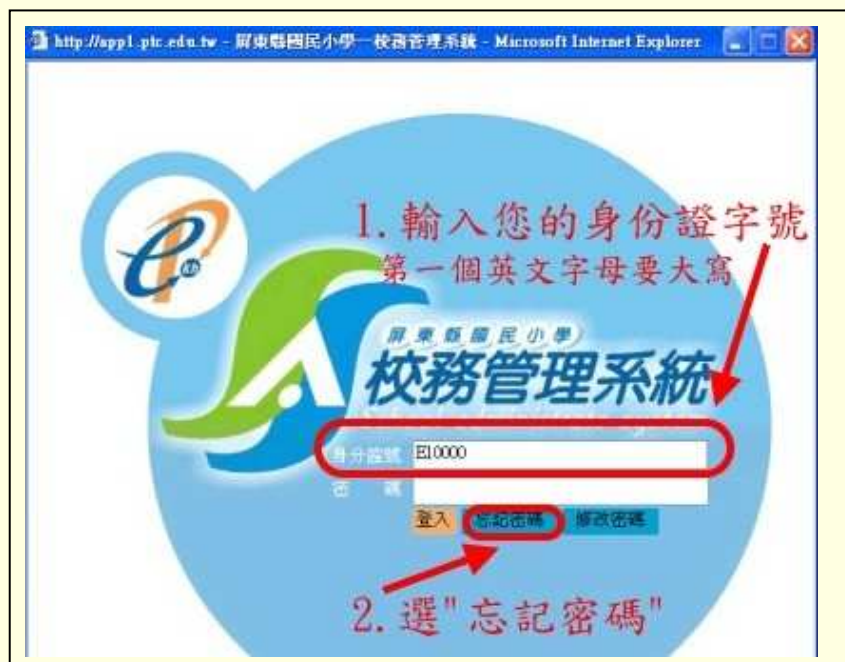 http://app1.ptc.edu.tw - 屏東縣國民小學─校務管理系統 - Microsoft Internet Explorer
1. 輸入您的身份證字號
第一個英文字母要大寫
e
kh
屏東縣國民小學
校務管理系統
身分證號 E10000
密 碼
登入 忘記密碼 修改密碼
2. 選"忘記密碼"